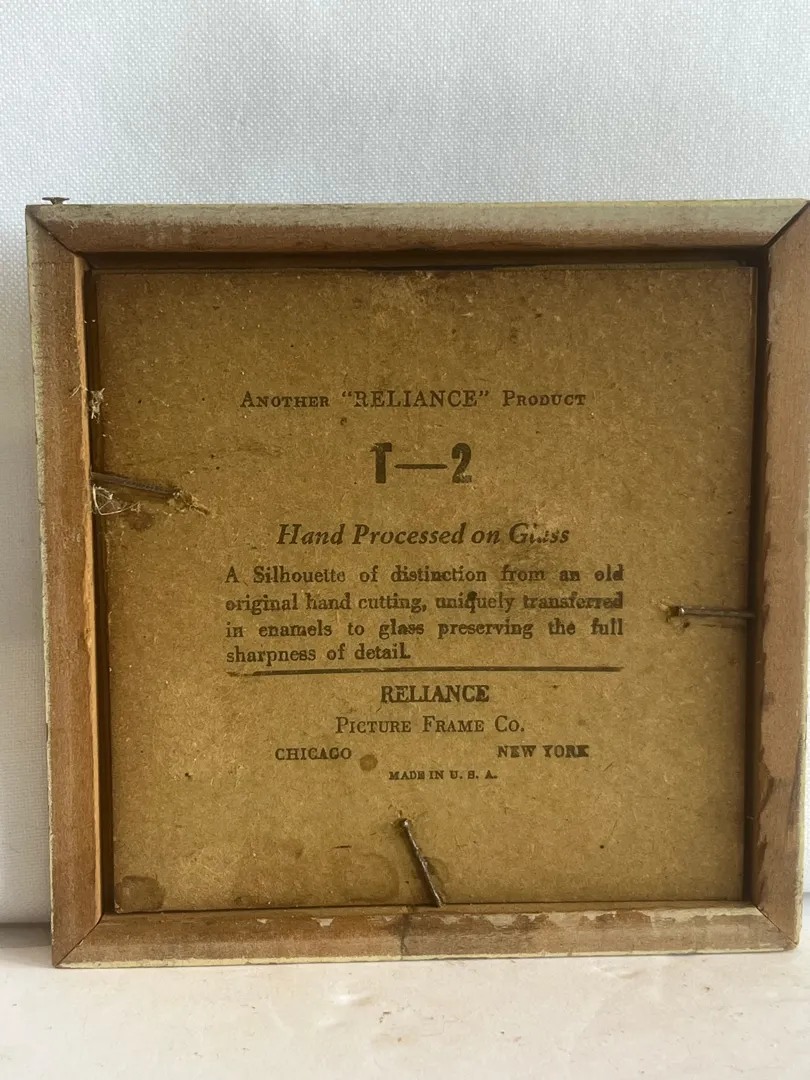 ANOTHER "RELIANCE" PRODUCT
T—2
Hand Processed on Glass
A Silhouette of distinction from an old
original hand cutting, uniquely transferred
in enamels to glass preserving the full
sharpness of detail.
RELIANCE
PICTURE FRAME CO.
CHICAGO NEW YORK
MADE IN U. S. A.